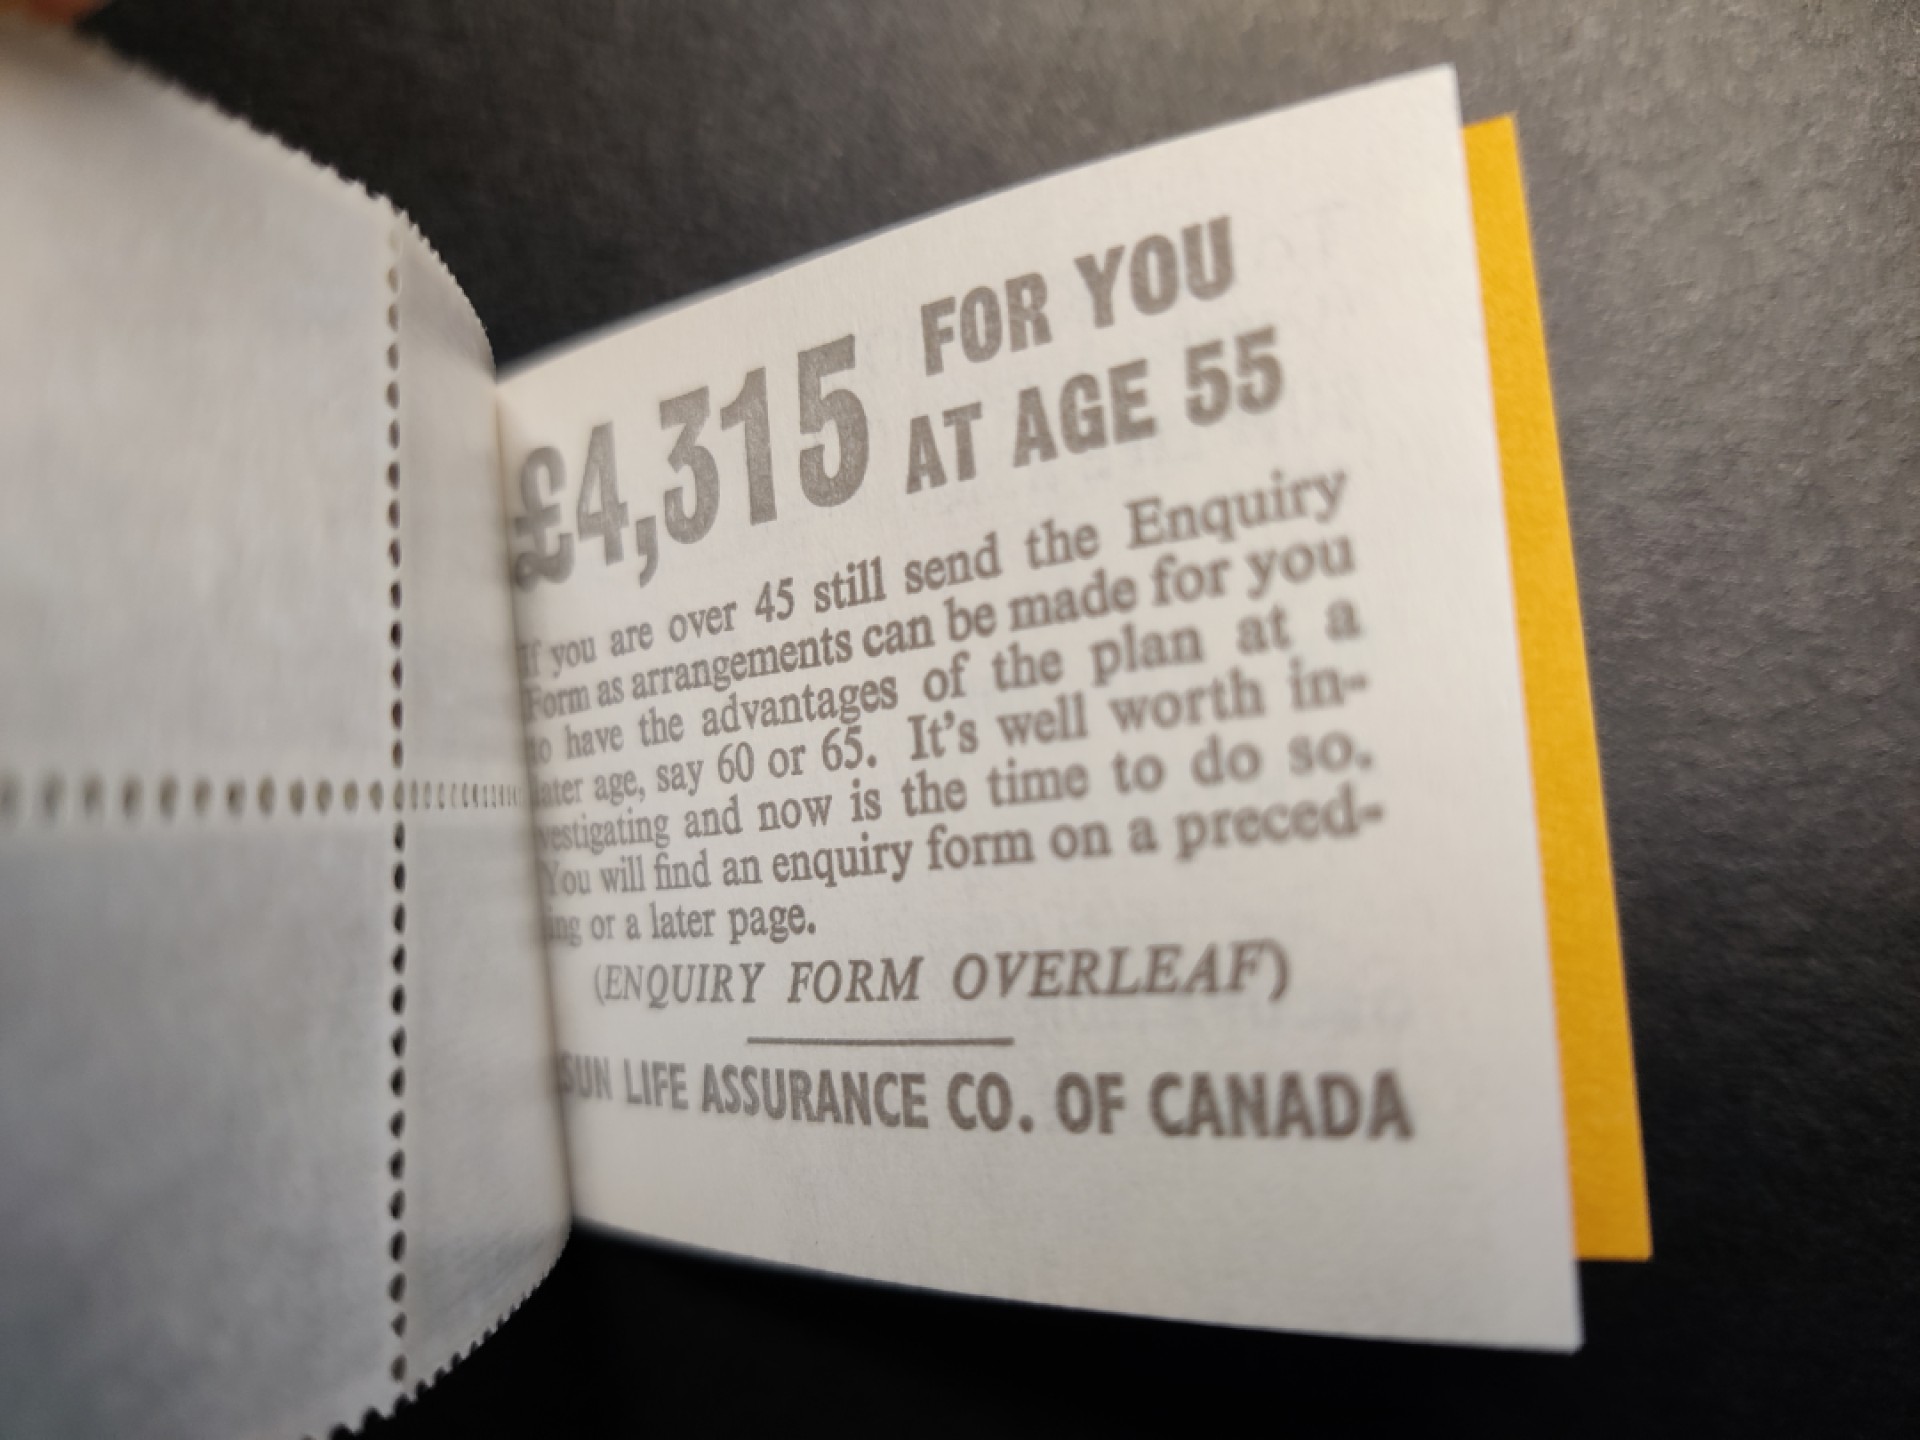 £4,315 FOR YOU
AT AGE 55
If you are over 45 still send the Enquiry
Form as arrangements can be made for you
to have the advantages of the plan at a
later age, say 60 or 65. It's well worth in-
vestigating and now is the time to do so.
You will find an enquiry form on a preced-
ing or a later page.
(ENQUIRY FORM OVERLEAF)
SUN LIFE ASSURANCE CO. OF CANADA